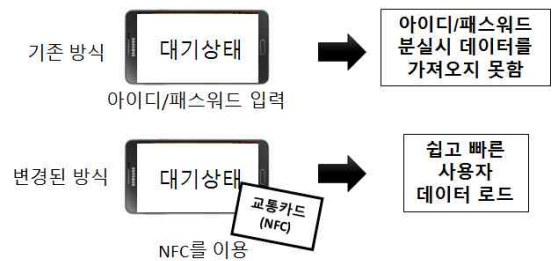 기존 방식
대기상태
아이디/패스워드 입력
아이디/패스워드
분실시 데이터를
가져오지 못함
변경된 방식
대기상태
교통카드
(NFC)
NFC를 이용
쉽고 빠른
사용자
데이터 로드